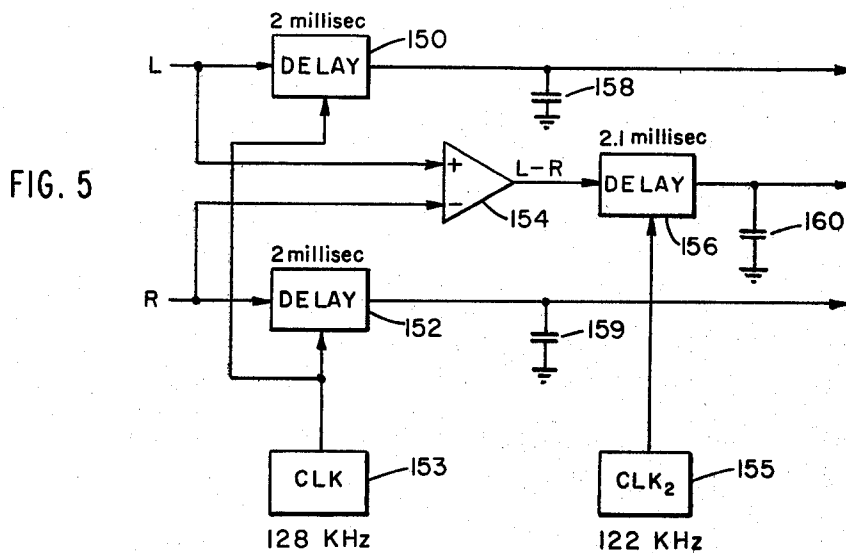 2 millisec
150
L
DELAY
158
2.1 millisec
FIG. 5
+
L-R
DELAY
−
154
156
160
2 millisec
R
DELAY
152
159
CLK
153
CLK₂
155
128 KHz
122 KHz